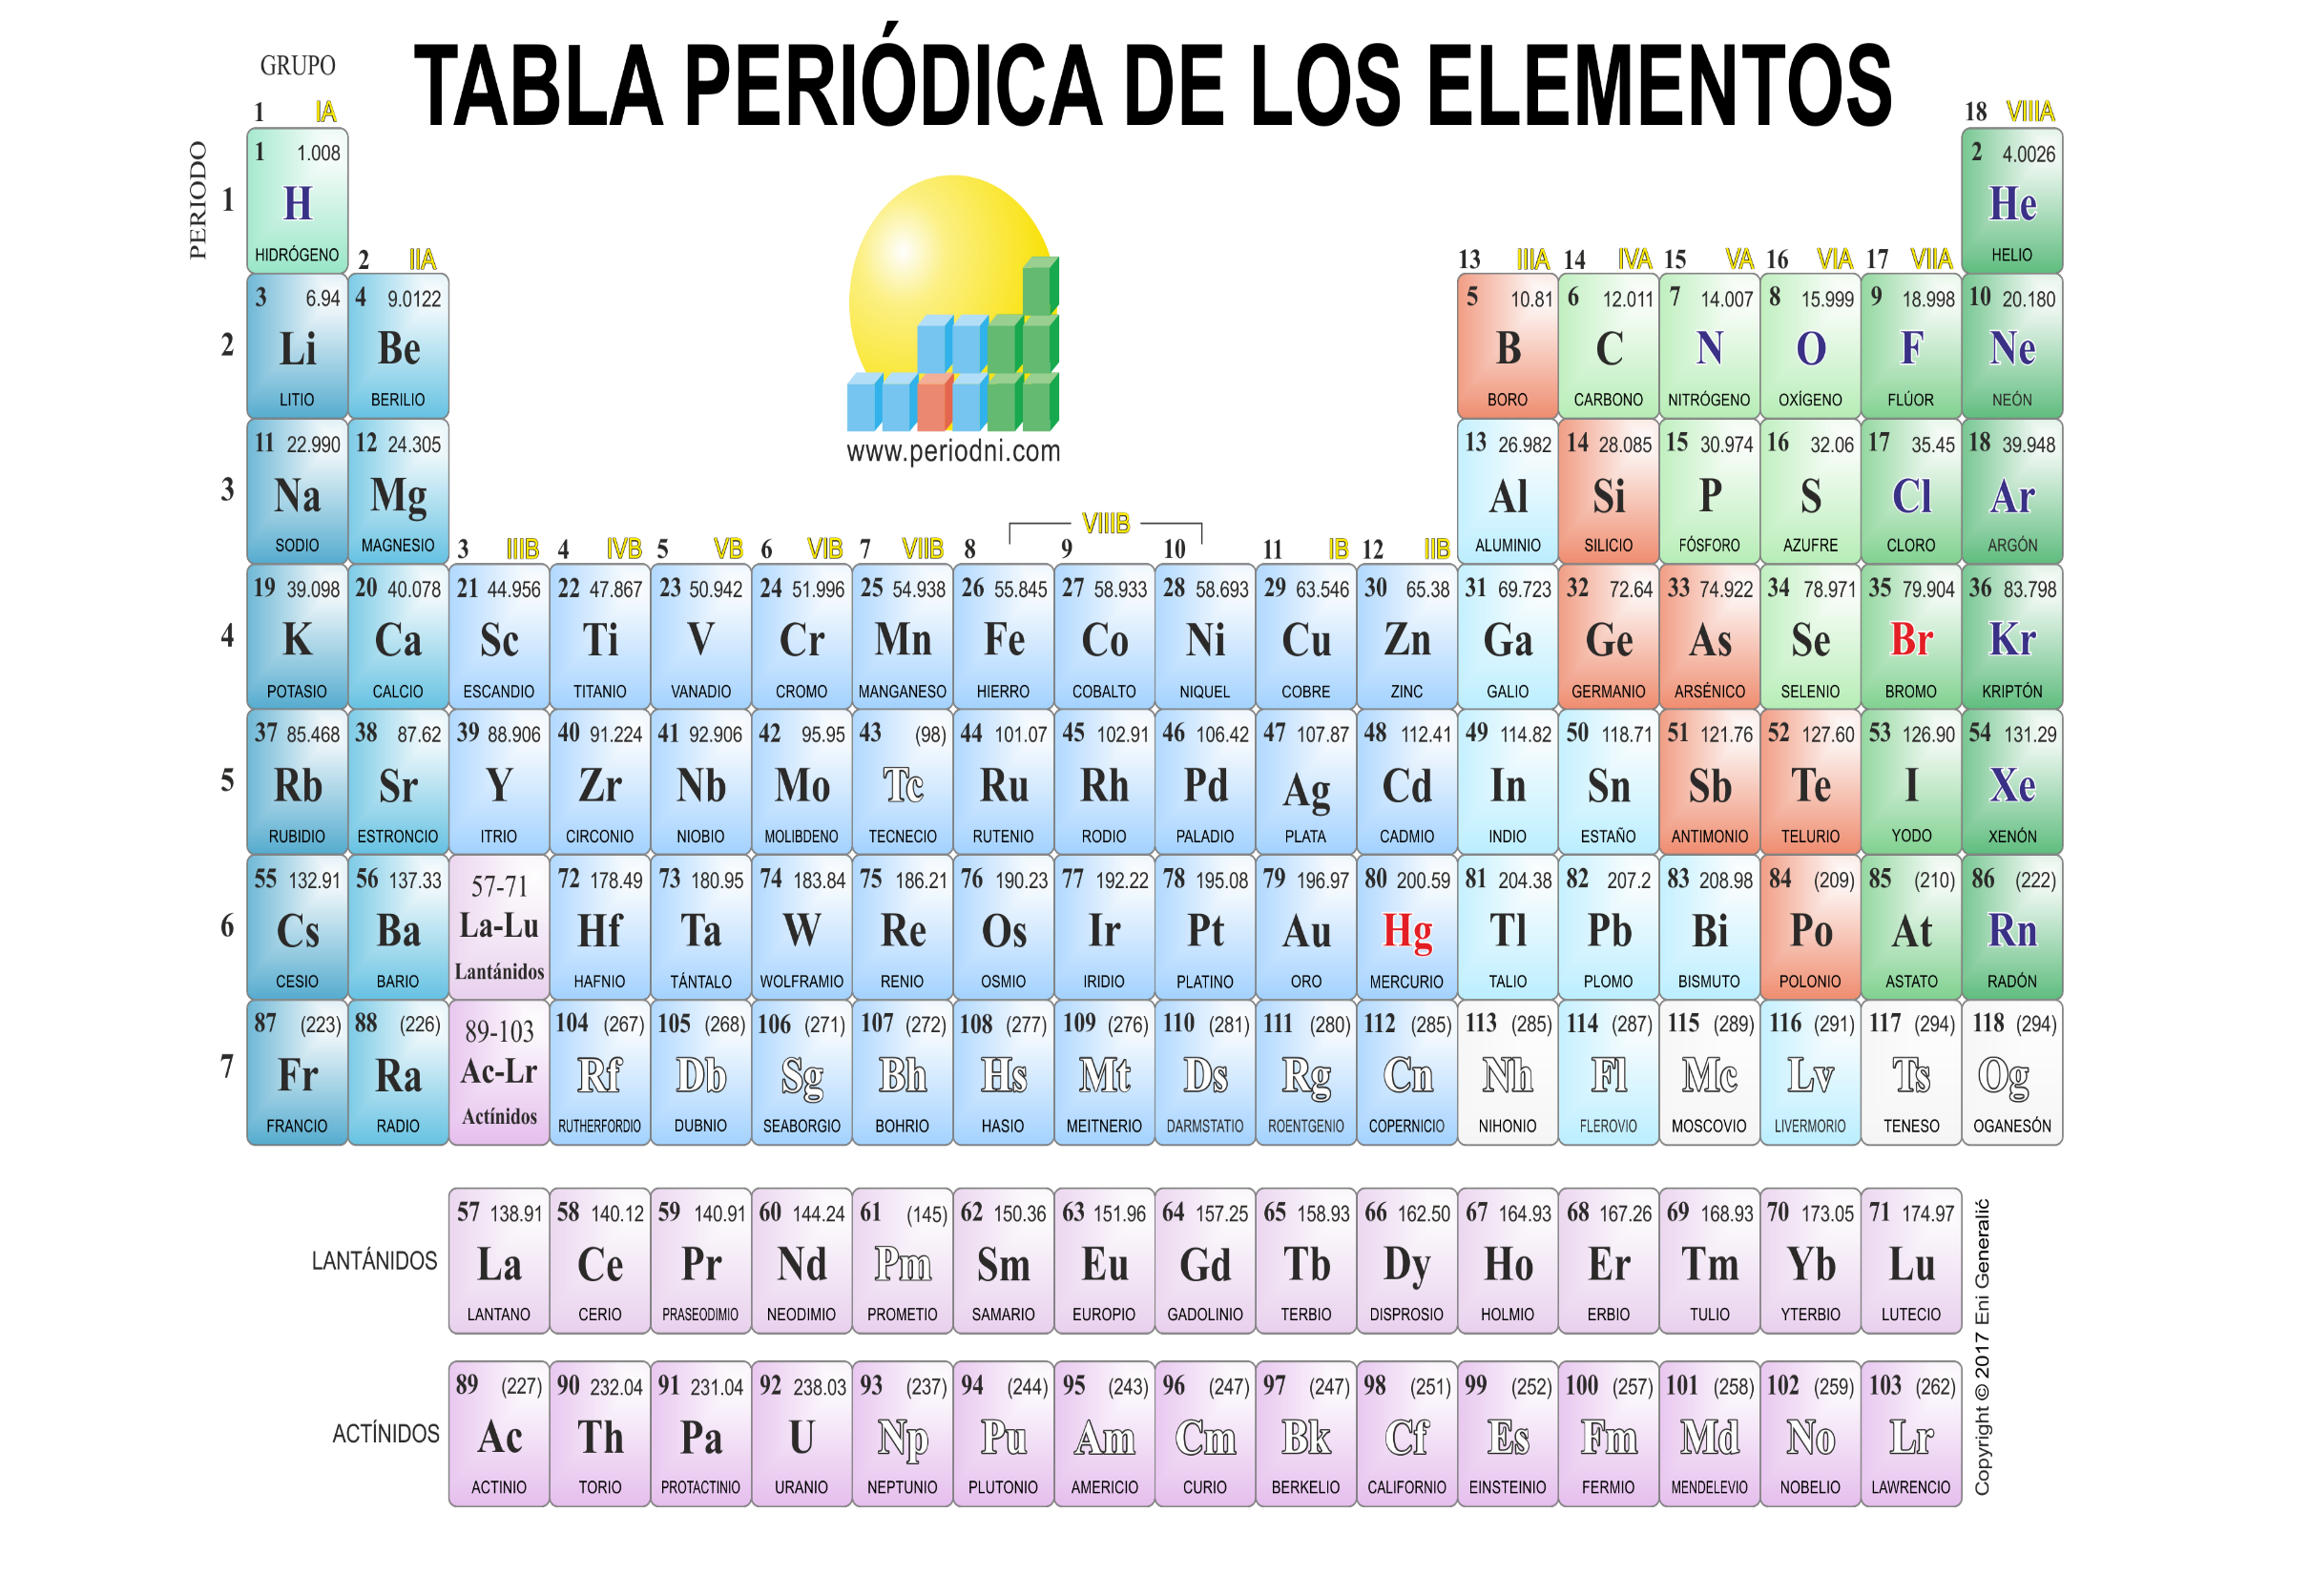 TABLA PERIÓDICA DE LOS ELEMENTOS
GRUPO
PERIODO
1 IA 18 VIIIA
1 1.008 2 4.0026
1 H He
HIDRÓGENO HELIO
2 IIA 13 IIIA 14 IVA 15 VA 16 VIA 17 VIIA
3 6.94 4 9.0122 5 10.81 6 12.011 7 14.007 8 15.999 9 18.998 10 20.180
2 Li Be B C N O F Ne
LITIO BERILIO BORO CARBONO NITRÓGENO OXÍGENO FLÚOR NEÓN
www.periodni.com
11 22.990 12 24.305 13 26.982 14 28.085 15 30.974 16 32.06 17 35.45 18 39.948
3 Na Mg Al Si P S Cl Ar
SODIO MAGNESIO ALUMINIO SILICIO FÓSFORO AZUFRE CLORO ARGÓN
VIIIB
3 IIIB 4 IVB 5 VB 6 VIB 7 VIIB 8 9 10 11 IB 12 IIB
19 39.098 20 40.078 21 44.956 22 47.867 23 50.942 24 51.996 25 54.938 26 55.845 27 58.933 28 58.693 29 63.546 30 65.38 31 69.723 32 72.64 33 74.922 34 78.971 35 79.904 36 83.798
4 K Ca Sc Ti V Cr Mn Fe Co Ni Cu Zn Ga Ge As Se Br Kr
POTASIO CALCIO ESCANDIO TITANIO VANADIO CROMO MANGANESO HIERRO COBALTO NIQUEL COBRE ZINC GALIO GERMANIO ARSÉNICO SELENIO BROMO KRIPTÓN
37 85.468 38 87.62 39 88.906 40 91.224 41 92.906 42 95.95 43 (98) 44 101.07 45 102.91 46 106.42 47 107.87 48 112.41 49 114.82 50 118.71 51 121.76 52 127.60 53 126.90 54 131.29
5 Rb Sr Y Zr Nb Mo Tc Ru Rh Pd Ag Cd In Sn Sb Te I Xe
RUBIDIO ESTRONCIO ITRIO CIRCONIO NIOBIO MOLIBDENO TECNECIO RUTENIO RODIO PALADIO PLATA CADMIO INDIO ESTAÑO ANTIMONIO TELURIO YODO XENÓN
55 132.91 56 137.33 57-71 72 178.49 73 180.95 74 183.84 75 186.21 76 190.23 77 192.22 78 195.08 79 196.97 80 200.59 81 204.38 82 207.2 83 208.98 84 (209) 85 (210) 86 (222)
6 Cs Ba La-Lu Hf Ta W Re Os Ir Pt Au Hg Tl Pb Bi Po At Rn
CESIO BARIO Lantánidos HAFNIO TÁNTALO WOLFRAMIO RENIO OSMIO IRIDIO PLATINO ORO MERCURIO TALIO PLOMO BISMUTO POLONIO ASTATO RADÓN
87 (223) 88 (226) 89-103 104 (267) 105 (268) 106 (271) 107 (272) 108 (277) 109 (276) 110 (281) 111 (280) 112 (285) 113 (285) 114 (287) 115 (289) 116 (291) 117 (294) 118 (294)
7 Fr Ra Ac-Lr Rf Db Sg Bh Hs Mt Ds Rg Cn Nh Fl Mc Lv Ts Og
FRANCIO RADIO Actínidos RUTHERFORDIO DUBNIO SEABORGIO BOHRIO HASIO MEITNERIO DARMSTATIO ROENTGENIO COPERNICIO NIHONIO FLEROVIO MOSCOVIO LIVERMORIO TENESO OGANESÓN
57 138.91 58 140.12 59 140.91 60 144.24 61 (145) 62 150.36 63 151.96 64 157.25 65 158.93 66 162.50 67 164.93 68 167.26 69 168.93 70 173.05 71 174.97
LANTÁNIDOS La Ce Pr Nd Pm Sm Eu Gd Tb Dy Ho Er Tm Yb Lu
LANTANO CERIO PRASEODIMIO NEODIMIO PROMETIO SAMARIO EUROPIO GADOLINIO TERBIO DISPROSIO HOLMIO ERBIO TULIO YTERBIO LUTECIO
89 (227) 90 232.04 91 231.04 92 238.03 93 (237) 94 (244) 95 (243) 96 (247) 97 (247) 98 (251) 99 (252) 100 (257) 101 (258) 102 (259) 103 (262)
ACTÍNIDOS Ac Th Pa U Np Pu Am Cm Bk Cf Es Fm Md No Lr
ACTINIO TORIO PROTACTINIO URANIO NEPTUNIO PLUTONIO AMERICIO CURIO BERKELIO CALIFORNIO EINSTEINIO FERMIO MENDELEVIO NOBELIO LAWRENCIO
Copyright © 2017 Eni Generalić